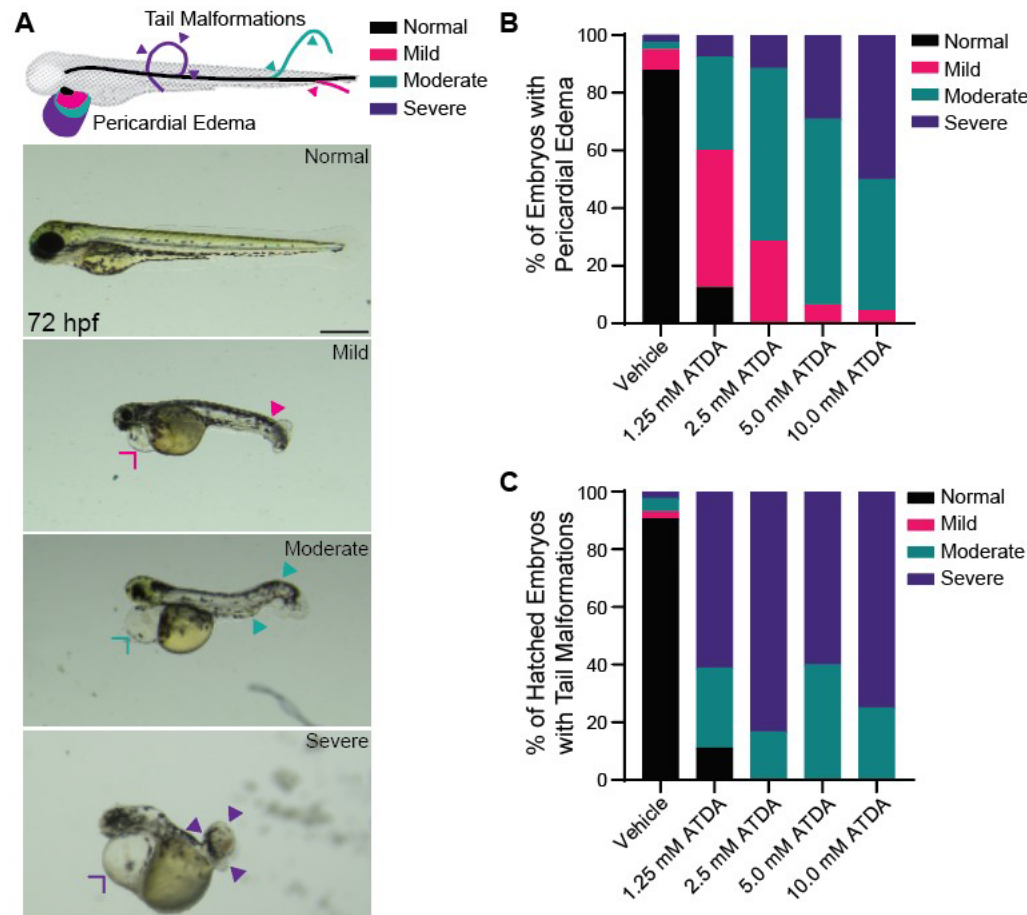 A
Tail Malformations
Pericardial Edema
Normal
Mild
Moderate
Severe
Normal
72 hpf
Mild
Moderate
Severe
B
% of Embryos with
Pericardial Edema
100
80
60
40
20
0
Vehicle
1.25 mM ATDA
2.5 mM ATDA
5.0 mM ATDA
10.0 mM ATDA
Normal
Mild
Moderate
Severe
C
% of Hatched Embryos
with Tail Malformations
100
80
60
40
20
0
Vehicle
1.25 mM ATDA
2.5 mM ATDA
5.0 mM ATDA
10.0 mM ATDA
Normal
Mild
Moderate
Severe